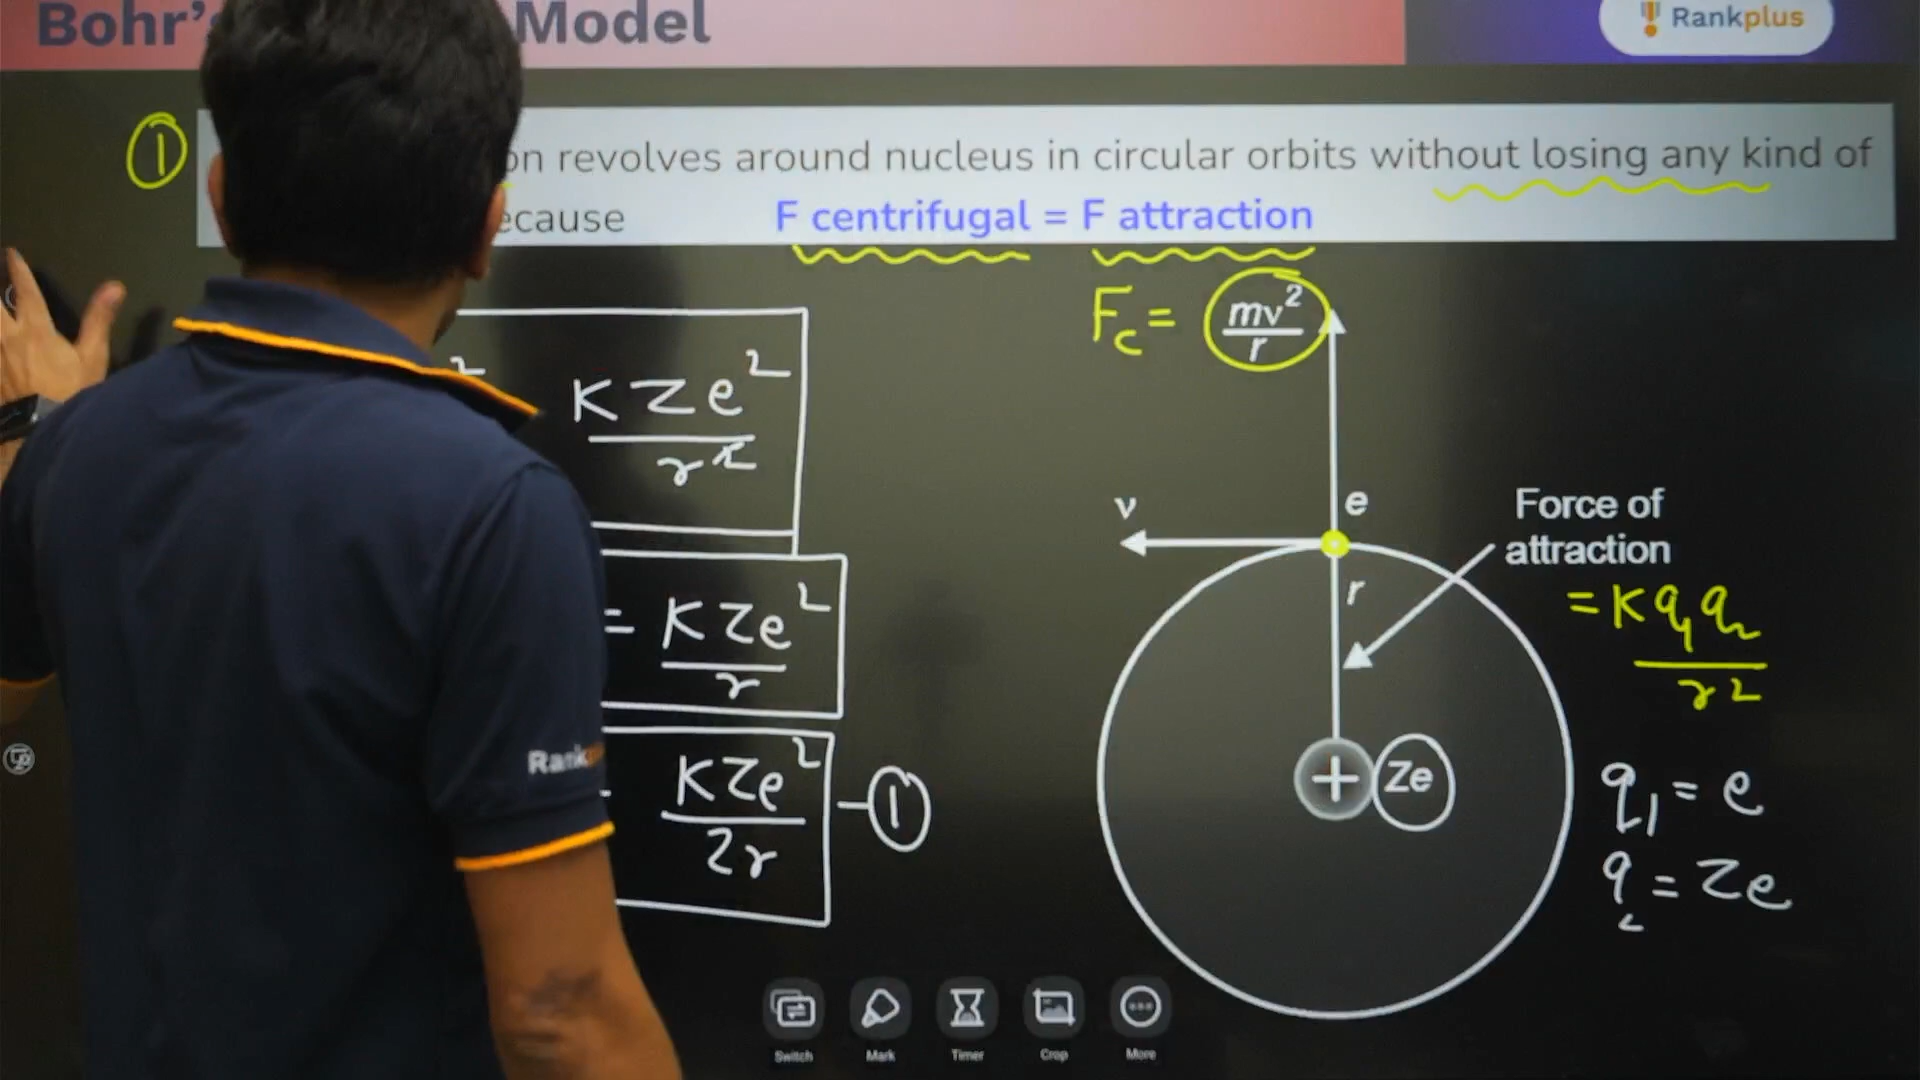 Bohr's Model
Rankplus
① on revolves around nucleus in circular orbits without losing any kind of
ecause F centrifugal = F attraction
F_c = mv²/r
² KZe²/r²
= KZe²/r
KZe²/2r -①
v
e
r
Force of
attraction
= Kq₁q₂/r²
+ Ze
q₁ = e
q₂ = Ze
Rank
Switch Mark Timer Crop More